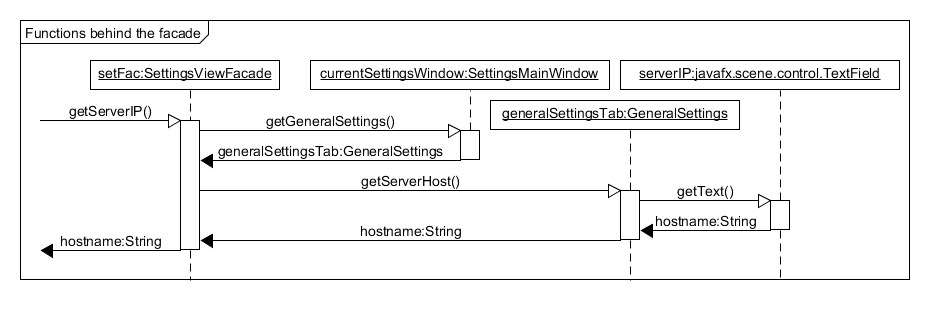 Functions behind the facade
setFac:SettingsViewFacade
currentSettingsWindow:SettingsMainWindow
serverIP:javafx.scene.control.TextField
generalSettingsTab:GeneralSettings
getServerIP()
getGeneralSettings()
generalSettingsTab:GeneralSettings
getServerHost()
getText()
hostname:String
hostname:String
hostname:String